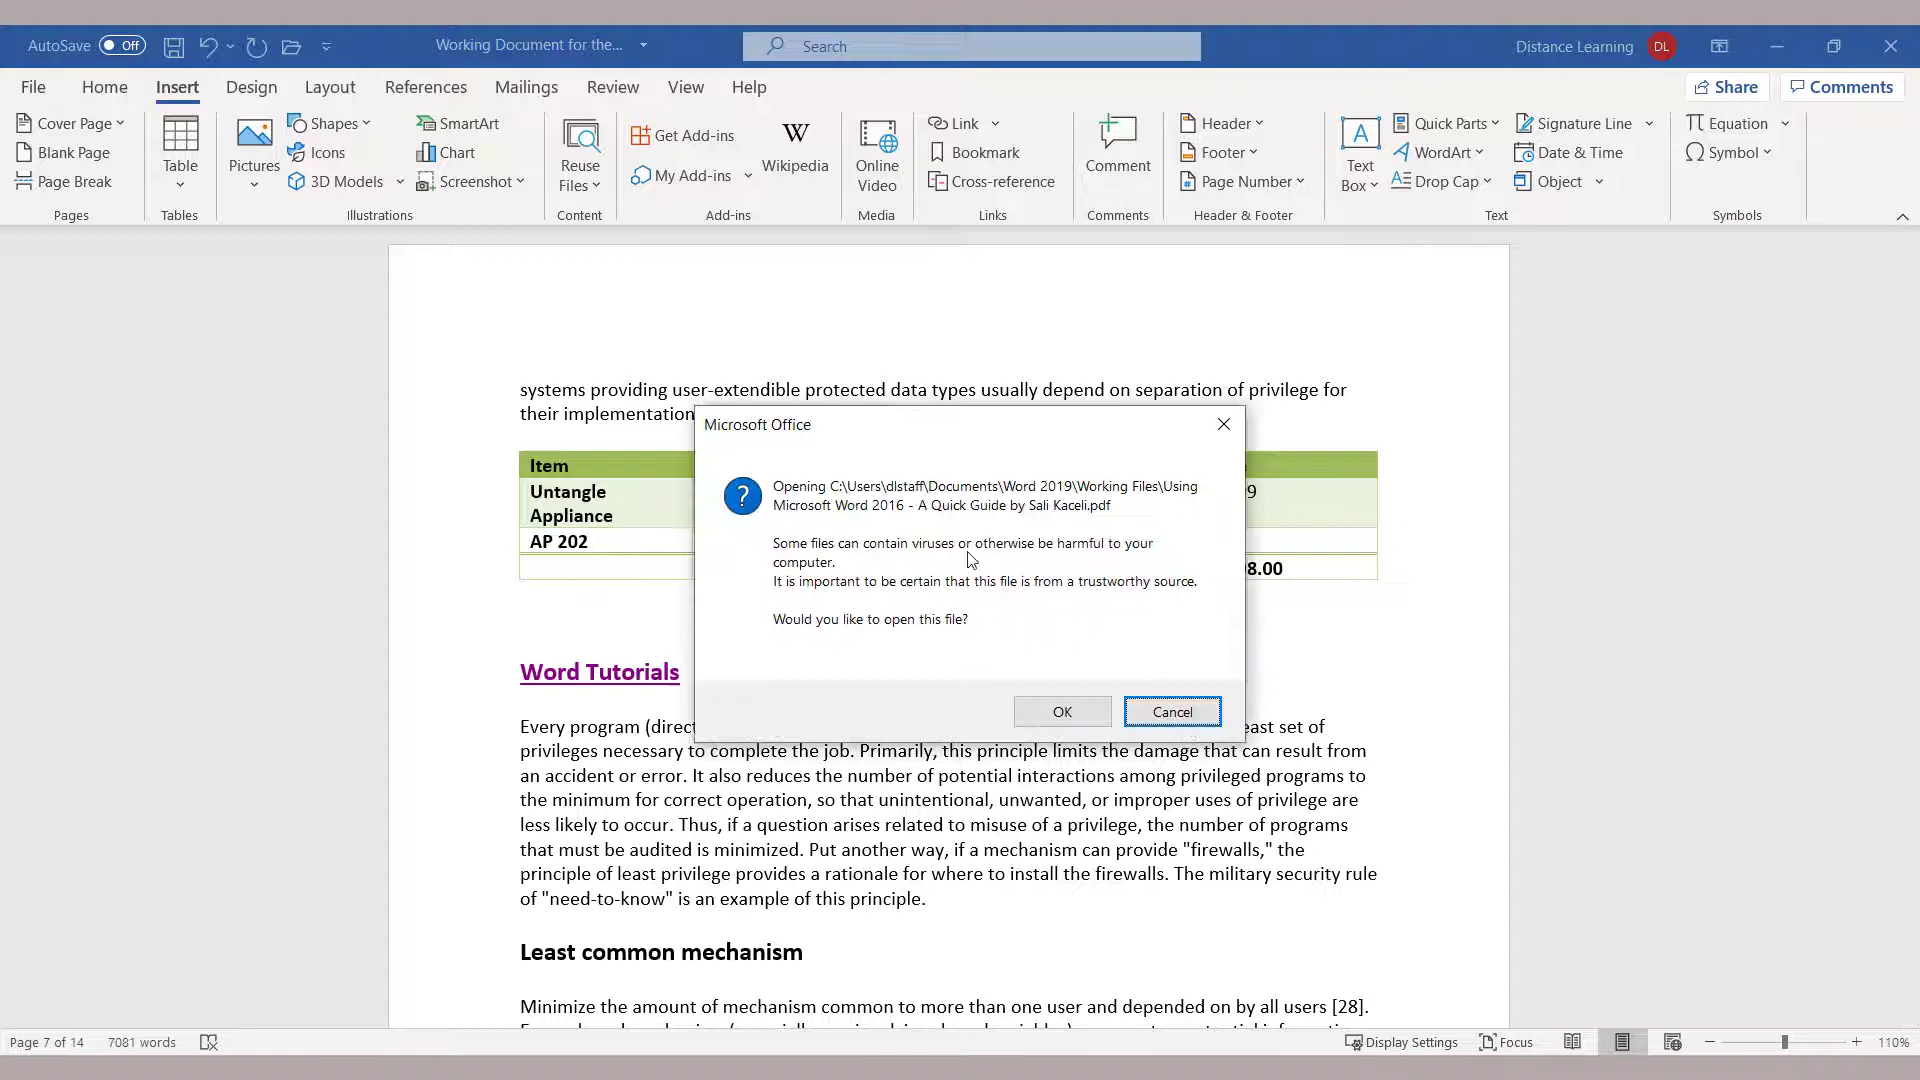 AutoSave Off Working Document for the... Search Distance Learning DL
File Home Insert Design Layout References Mailings Review View Help Share Comments
Cover Page
Blank Page
Page Break
Pages
Table
Tables
Pictures
Shapes
Icons
3D Models
SmartArt
Chart
Screenshot
Illustrations
Reuse
Files
Content
Get Add-ins
My Add-ins
W
Wikipedia
Add-ins
Online
Video
Media
Link
Bookmark
Cross-reference
Links
Comment
Comments
Header
Footer
Page Number
Header & Footer
A
Text
Box
Quick Parts
WordArt
Drop Cap
Signature Line
Date & Time
Object
Text
Equation
Symbol
Symbols
systems providing user-extendible protected data types usually depend on separation of privilege for
their implementation
Item
Untangle
Appliance
9
AP 202
8.00
Microsoft Office
?
Opening C:\Users\dlstaff\Documents\Word 2019\Working Files\Using
Microsoft Word 2016 - A Quick Guide by Sali Kaceli.pdf
Some files can contain viruses or otherwise be harmful to your
computer.
It is important to be certain that this file is from a trustworthy source.
Would you like to open this file?
OK Cancel
Word Tutorials
Every program (direct east set of
privileges necessary to complete the job. Primarily, this principle limits the damage that can result from
an accident or error. It also reduces the number of potential interactions among privileged programs to
the minimum for correct operation, so that unintentional, unwanted, or improper uses of privilege are
less likely to occur. Thus, if a question arises related to misuse of a privilege, the number of programs
that must be audited is minimized. Put another way, if a mechanism can provide "firewalls," the
principle of least privilege provides a rationale for where to install the firewalls. The military security rule
of "need-to-know" is an example of this principle.
Least common mechanism
Minimize the amount of mechanism common to more than one user and depended on by all users [28].
Page 7 of 14 7081 words Display Settings Focus 110%